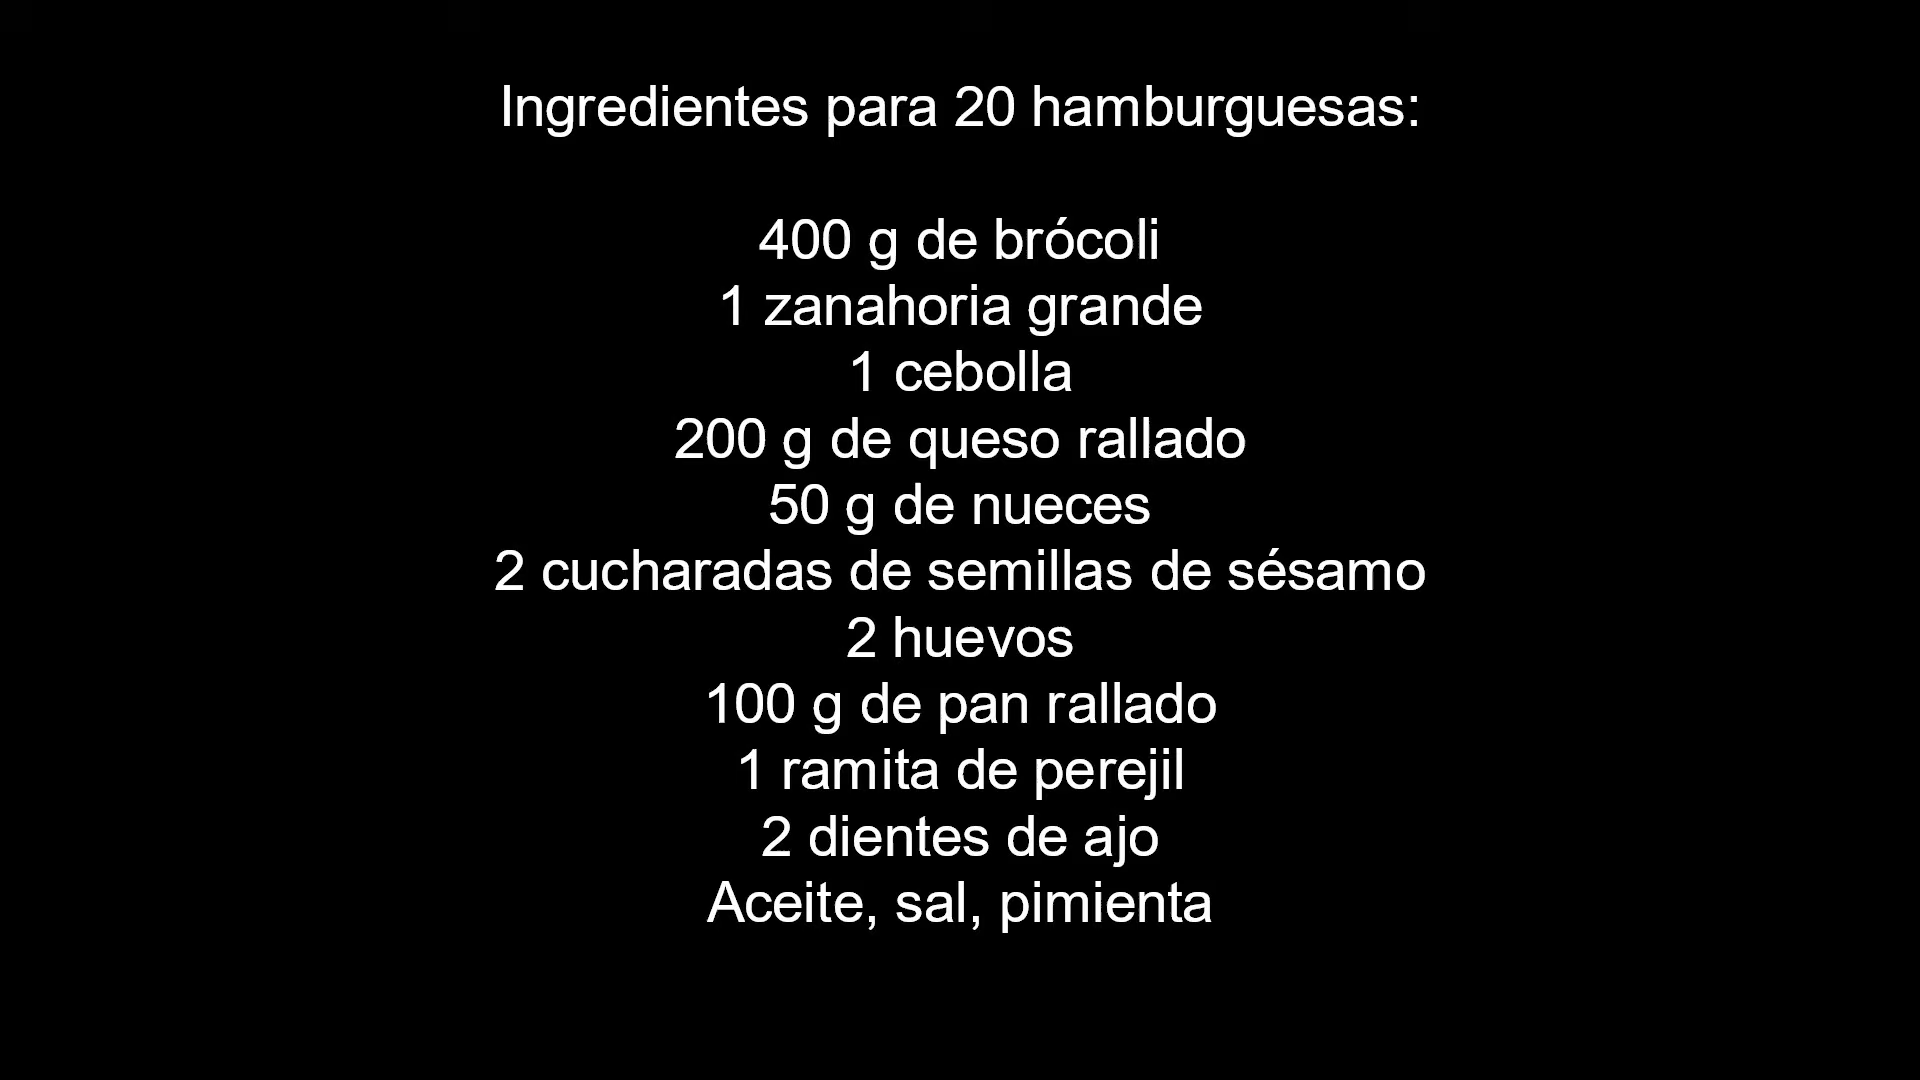 Ingredientes para 20 hamburguesas:
400 g de brócoli
1 zanahoria grande
1 cebolla
200 g de queso rallado
50 g de nueces
2 cucharadas de semillas de sésamo
2 huevos
100 g de pan rallado
1 ramita de perejil
2 dientes de ajo
Aceite, sal, pimienta